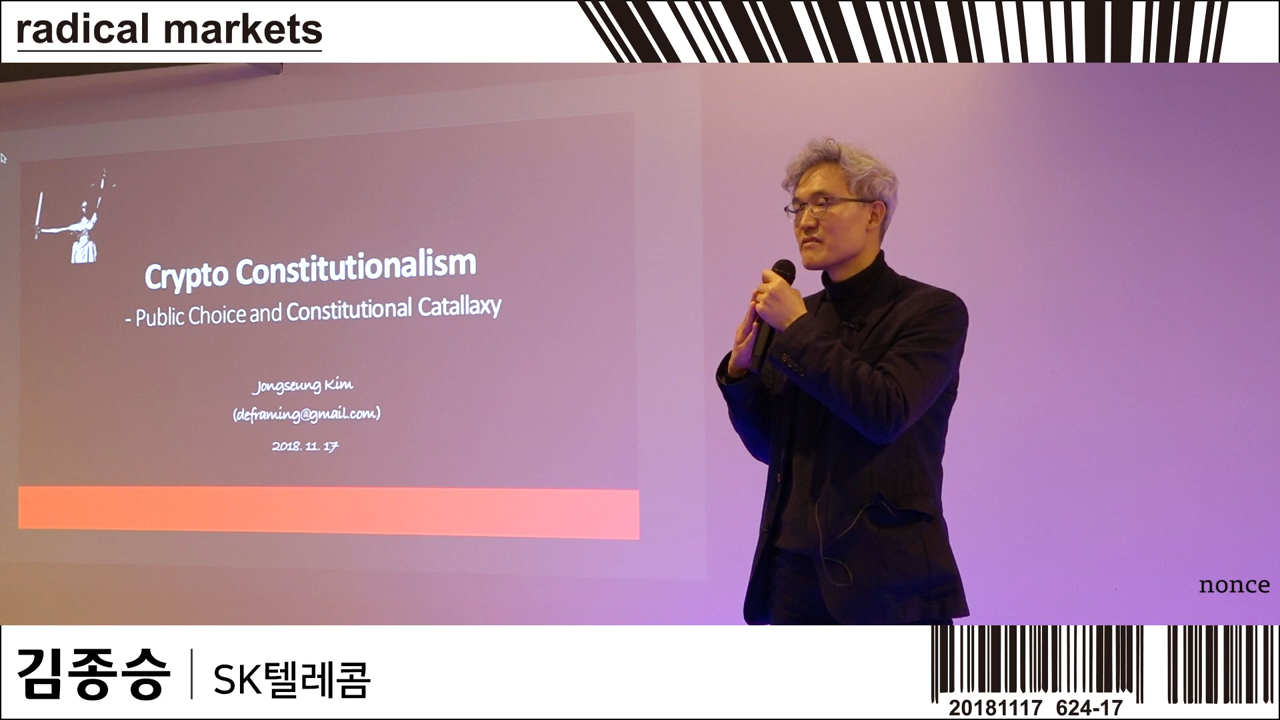 radical markets
Crypto Constitutionalism
- Public Choice and Constitutional Catallaxy
Jongseung Kim
(deframing@gmail.com)
2018. 11. 17
nonce
김종승 | SK텔레콤
20181117 624-17